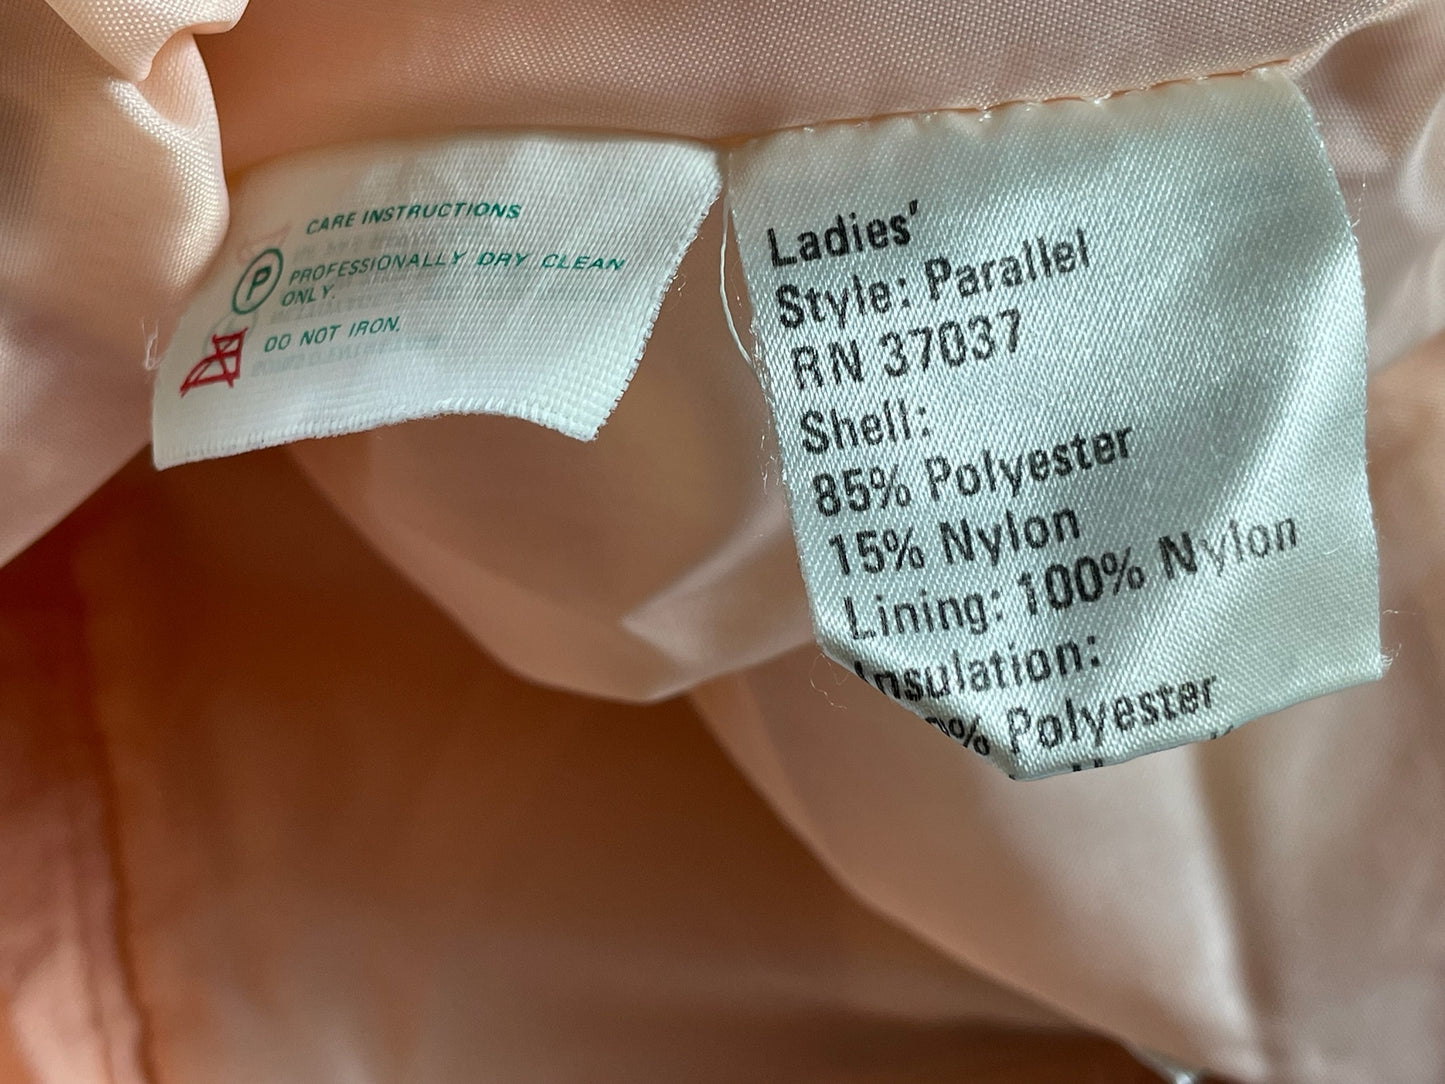 CARE INSTRUCTIONS
P
PROFESSIONALLY DRY CLEAN
ONLY.
DO NOT IRON.
Ladies'
Style: Parallel
RN 37037
Shell:
85% Polyester
15% Nylon
Lining: 100% Nylon
Insulation:
Polyester